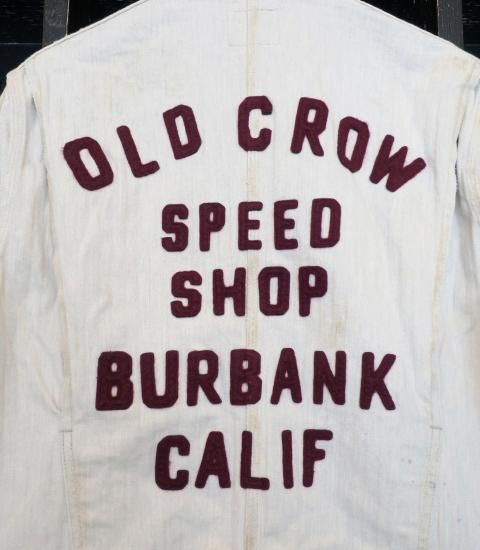 OLD CROW
SPEED
SHOP
BURBANK
CALIF